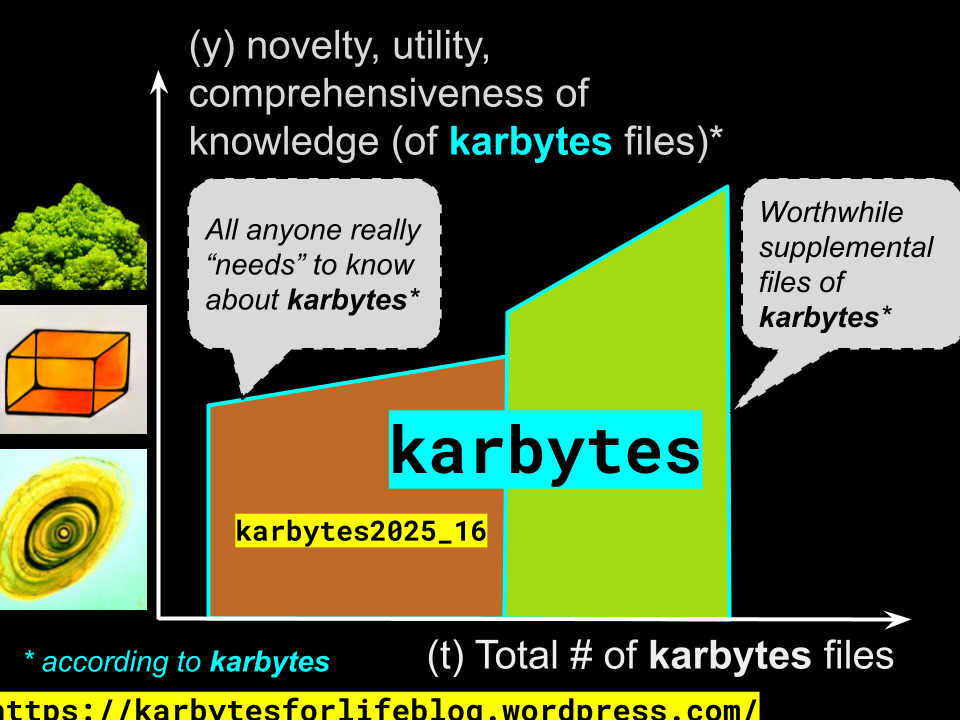 (y) novelty, utility,
comprehensiveness of
knowledge (of karbytes files)*
All anyone really
“needs” to know
about karbytes*
Worthwhile
supplemental
files of
karbytes*
karbytes
karbytes2025_16
(t) Total # of karbytes files
* according to karbytes
https://karbytesforlifeblog.wordpress.com/